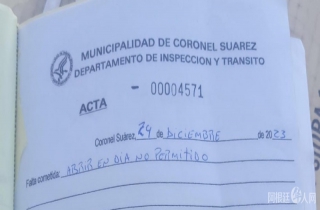 MUNICIPALIDAD DE CORONEL SUAREZ
DEPARTAMENTO DE INSPECCION Y TRANSITO
- 00004571
ACTA
Coronel Suárez, 24 de DICIEMBRE de 2023
Falta cometida: ABRIR EN DIA NO PERMITIDO